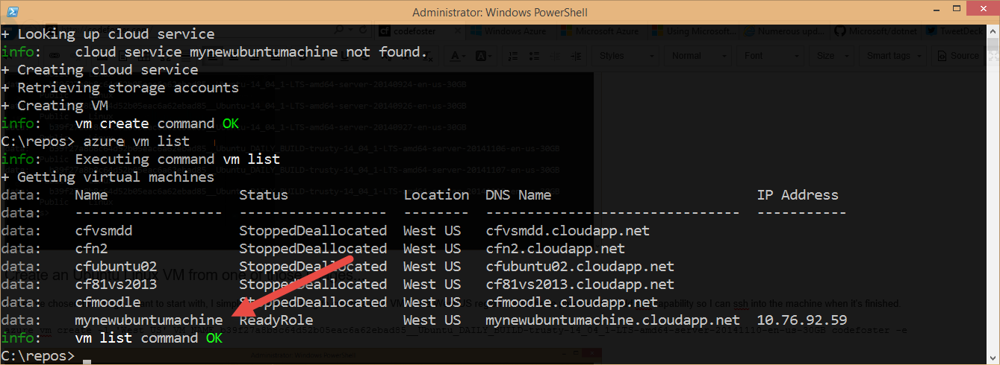 Administrator: Windows PowerShell
+ Looking up cloud service
info: cloud service mynewubuntumachine not found.
+ Creating cloud service
+ Retrieving storage accounts
+ Creating VM
info: vm create command OK
C:\repos> azure vm list
info: Executing command vm list
+ Getting virtual machines
data: Name Status Location DNS Name IP Address
data: ------------------ ------------------ -------- ------------------------------- -----------
data: cfvsmdd StoppedDeallocated West US cfvsmdd.cloudapp.net
data: cfn2 StoppedDeallocated West US cfn2.cloudapp.net
data: cfubuntu02 StoppedDeallocated West US cfubuntu02.cloudapp.net
data: cf81vs2013 StoppedDeallocated West US cf81vs2013.cloudapp.net
data: cfmoodle StoppedDeallocated West US cfmoodle.cloudapp.net
data: mynewubuntumachine ReadyRole West US mynewubuntumachine.cloudapp.net 10.76.92.59
info: vm list command OK
C:\repos>